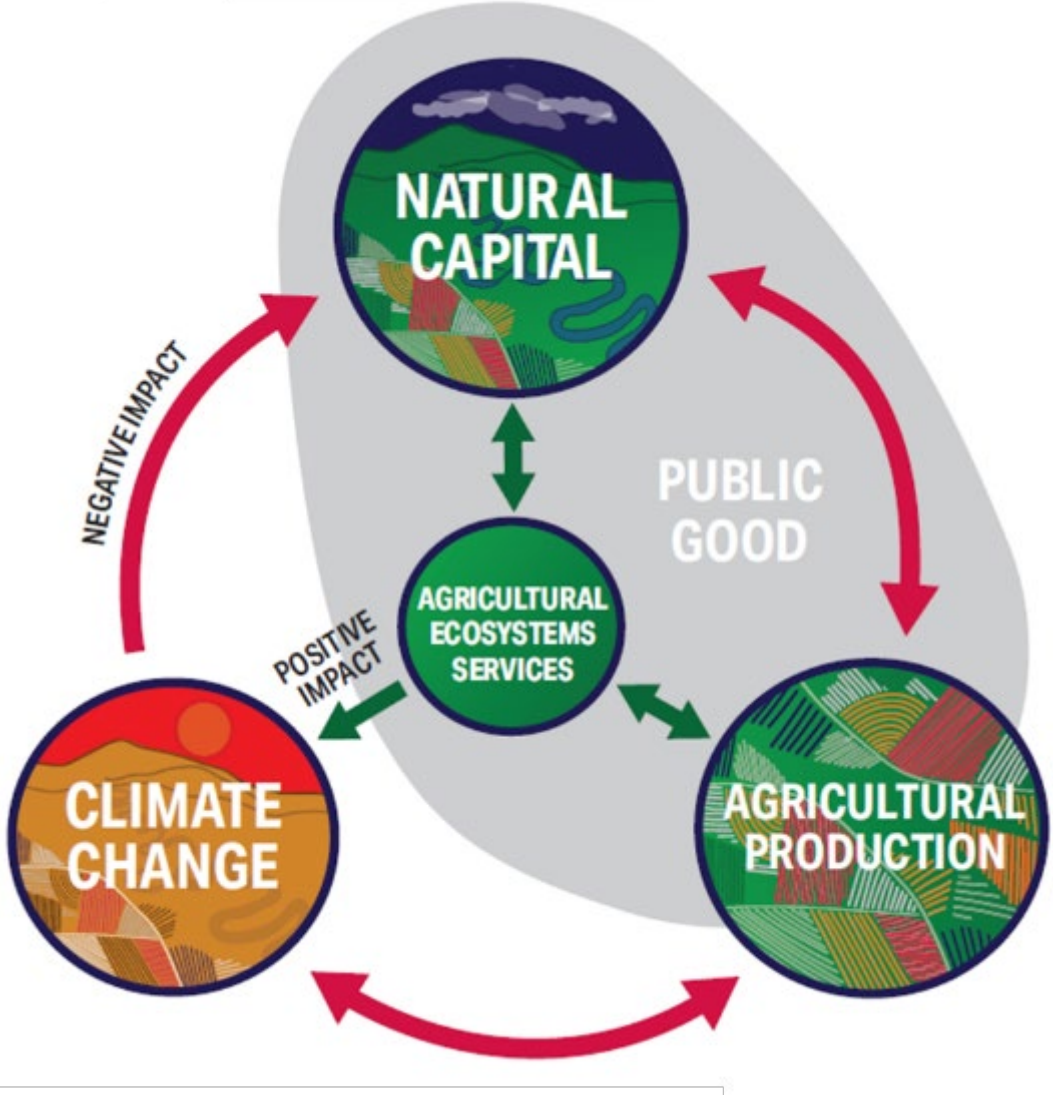 NATURAL
CAPITAL
NEGATIVE IMPACT
PUBLIC
GOOD
AGRICULTURAL
ECOSYSTEMS
SERVICES
POSITIVE
IMPACT
CLIMATE
CHANGE
AGRICULTURAL
PRODUCTION